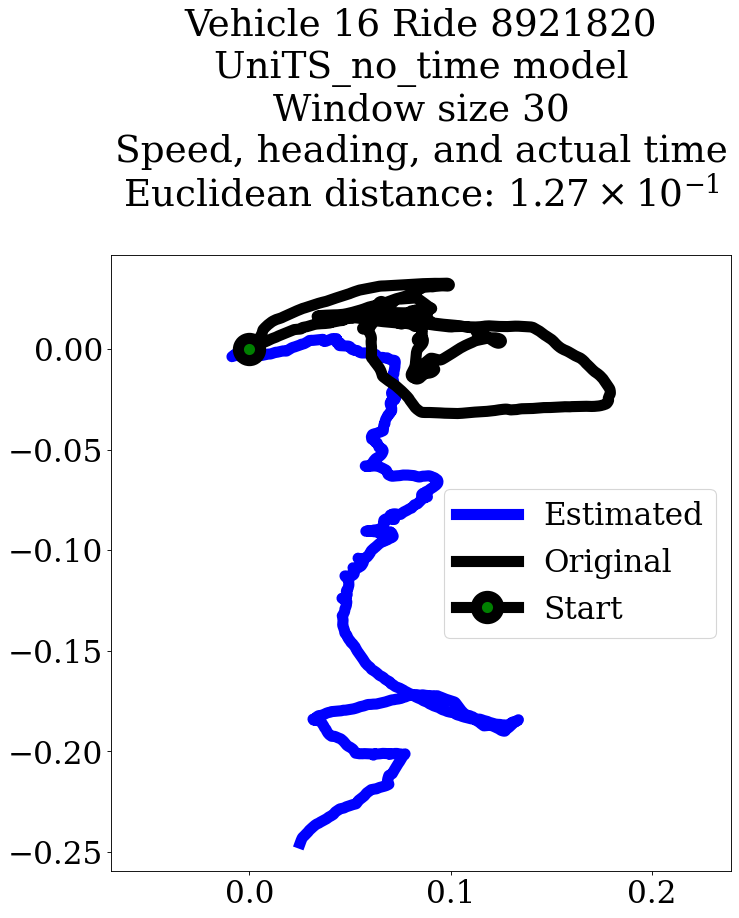 Vehicle 16 Ride 8921820
UniTS_no_time model
Window size 30
Speed, heading, and actual time
Euclidean distance: $1.27 \times 10^{-1}$
0.00
−0.05
−0.10
−0.15
−0.20
−0.25
Estimated
Original
Start
0.0 0.1 0.2